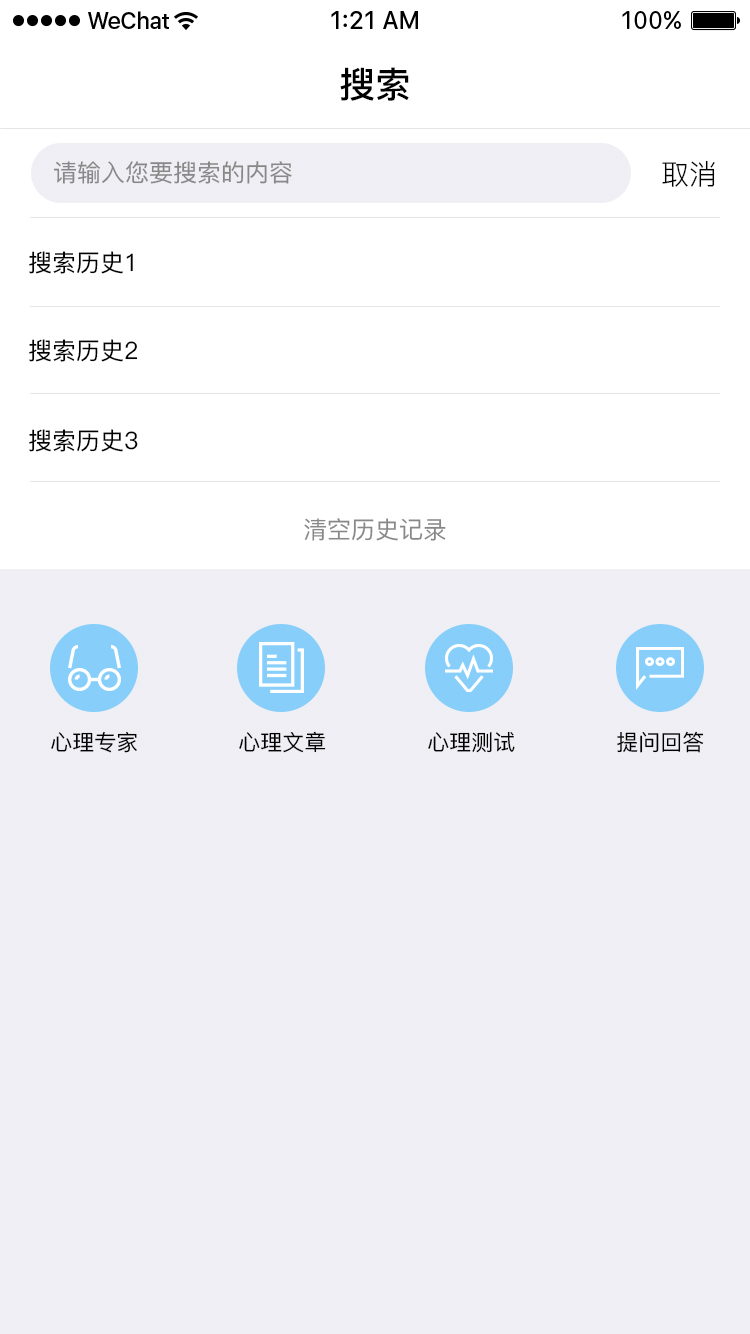 WeChat 1:21 AM 100%
搜索
请输入您要搜索的内容 取消
搜索历史1
搜索历史2
搜索历史3
清空历史记录
心理专家 心理文章 心理测试 提问回答